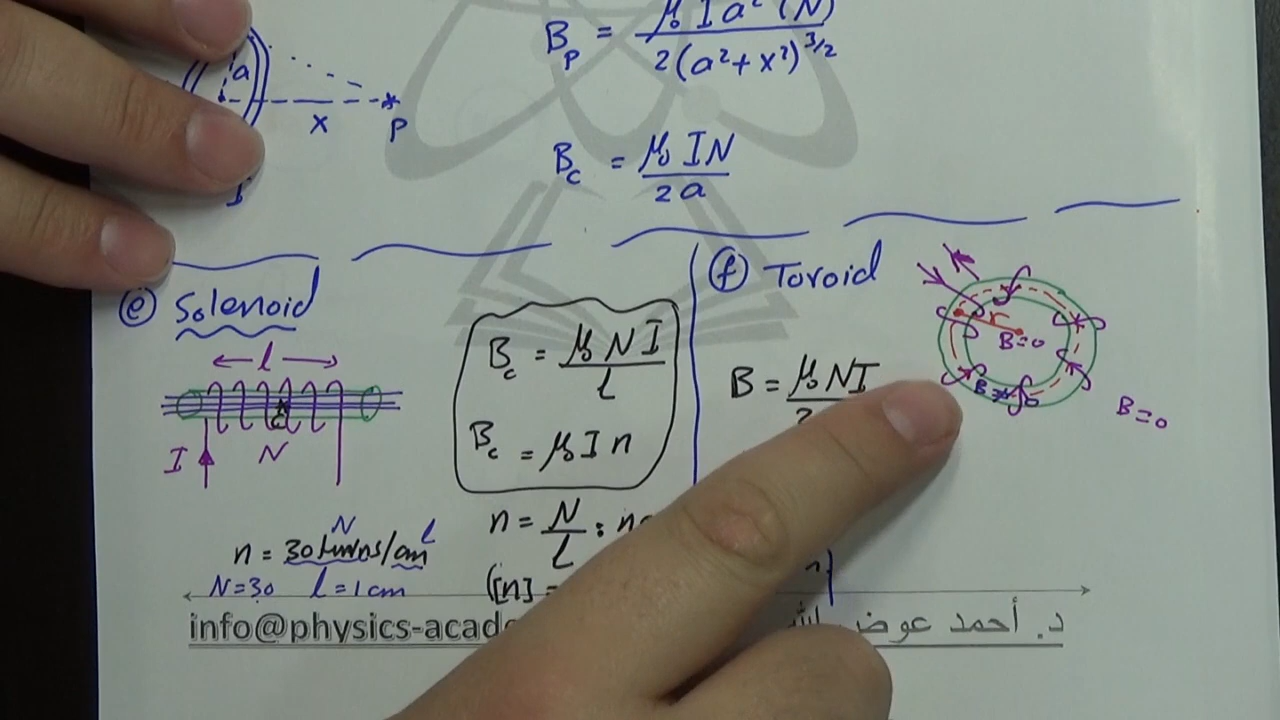 a
x
P
I
B_P = μ₀ I a² (N) / 2(a² + x²)^3/2
B_c = μ₀ I N / 2a
(e) Solenoid
l
c
I
N
B_c = μ₀ N I / l
B_c = μ₀ I n
n = N / l :
([n] =
n = 30 turns/cm
N
l
N=30 l = 1cm
(f) Toroid
B = μ₀ N I
r
B=0
B≠0
B=0
info@physics-acad
د. أحمد عوض